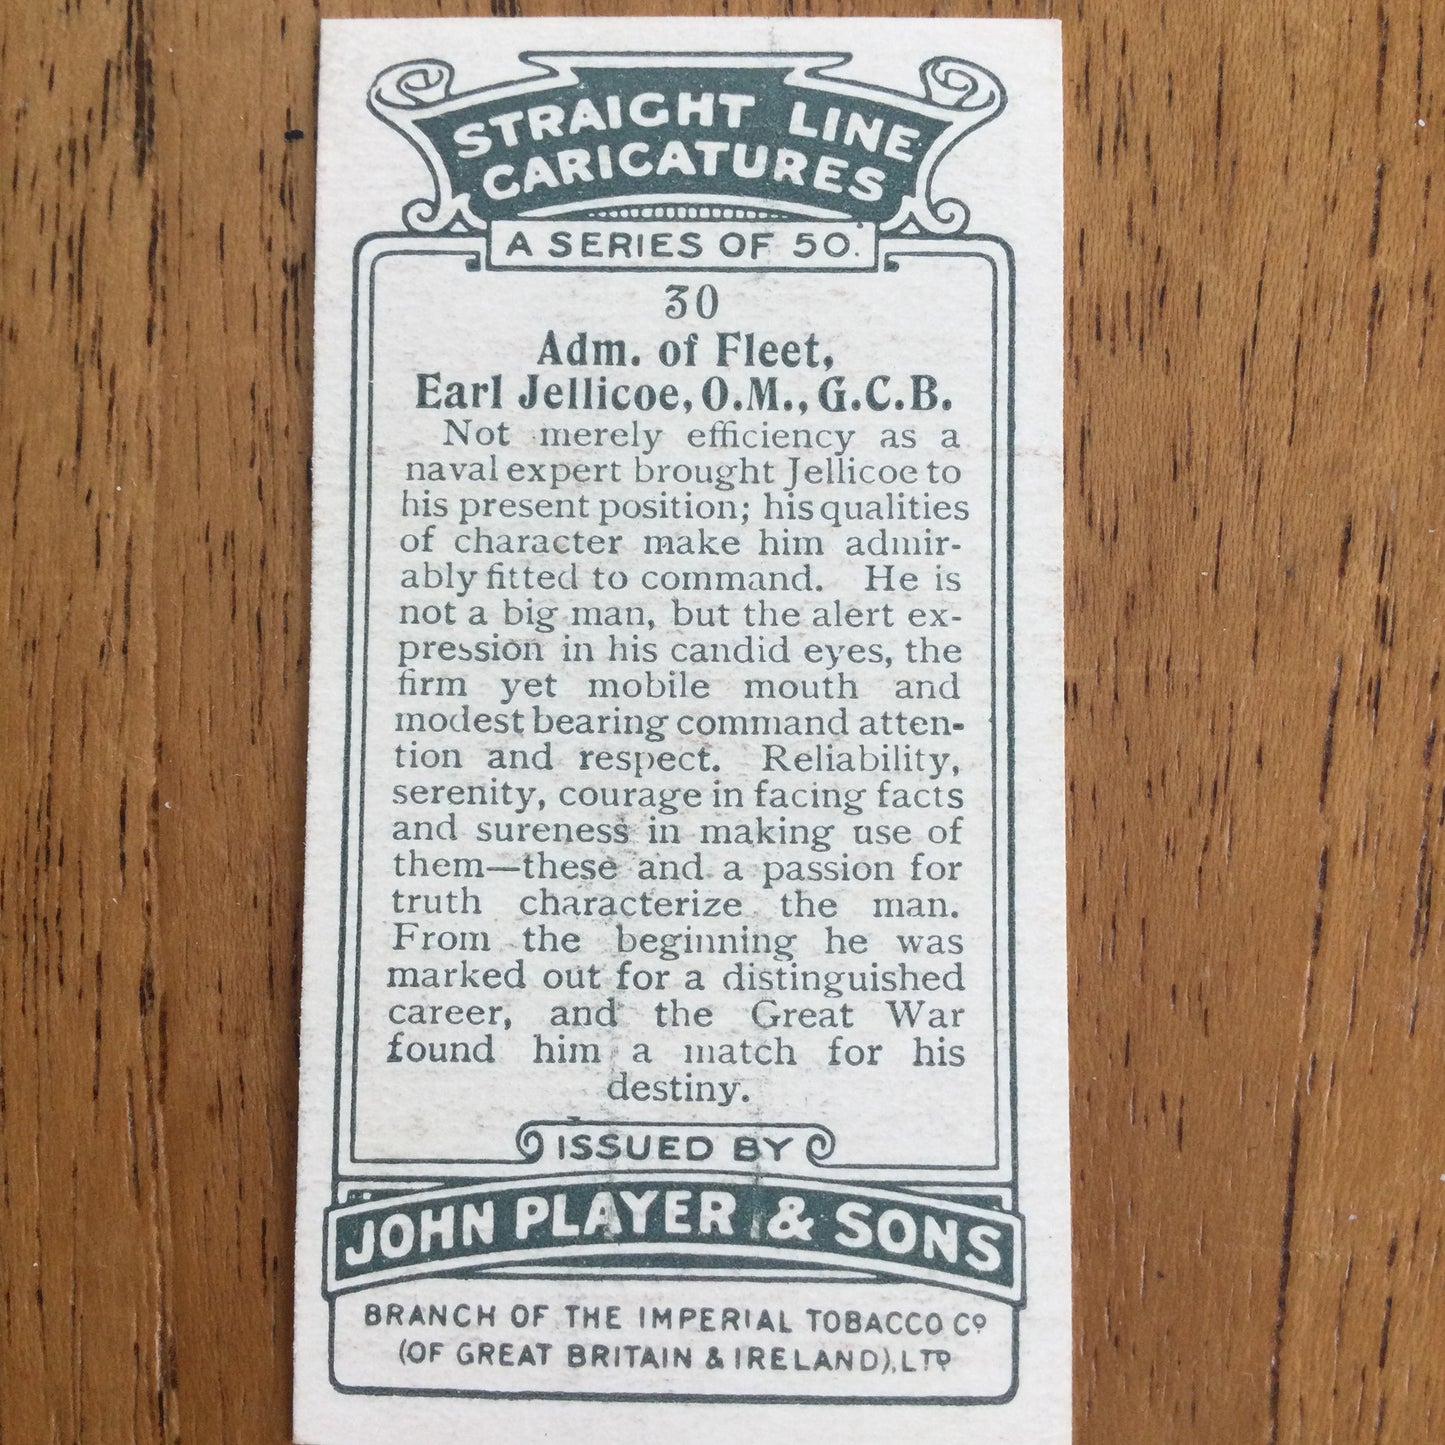 STRAIGHT LINE
CARICATURES
A SERIES OF 50.
30
Adm. of Fleet,
Earl Jellicoe, O.M., G.C.B.
Not merely efficiency as a
naval expert brought Jellicoe to
his present position; his qualities
of character make him admir-
ably fitted to command. He is
not a big man, but the alert ex-
pression in his candid eyes, the
firm yet mobile mouth and
modest bearing command atten-
tion and respect. Reliability,
serenity, courage in facing facts
and sureness in making use of
them—these and a passion for
truth characterize the man.
From the beginning he was
marked out for a distinguished
career, and the Great War
found him a match for his
destiny.
ISSUED BY
JOHN PLAYER & SONS
BRANCH OF THE IMPERIAL TOBACCO Co
(OF GREAT BRITAIN & IRELAND), LTD